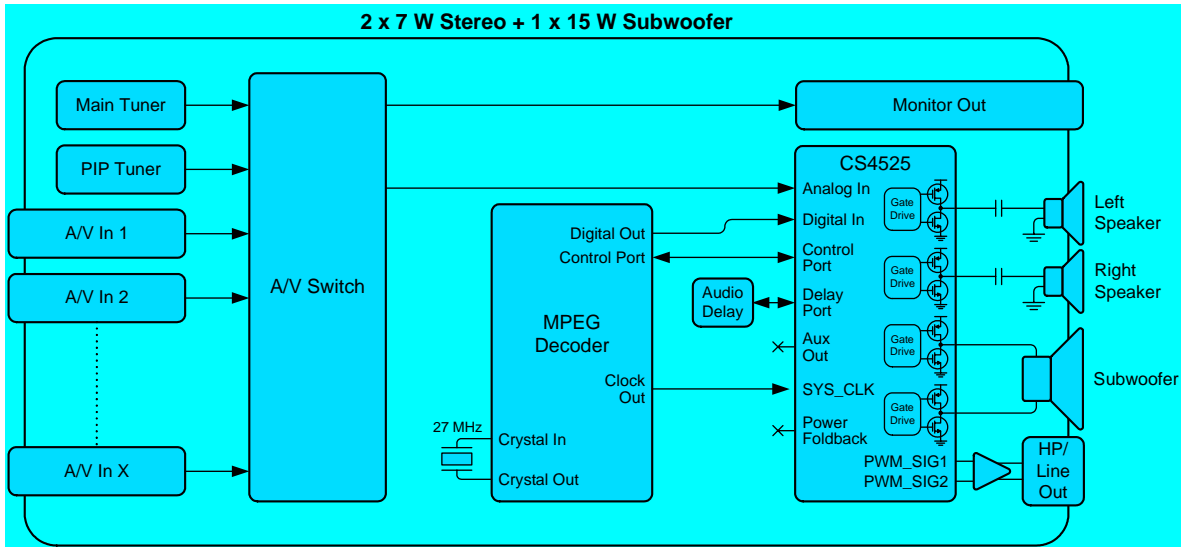 2 x 7 W Stereo + 1 x 15 W Subwoofer
Main Tuner
PIP Tuner
A/V In 1
A/V In 2
A/V In X
A/V Switch
Monitor Out
MPEG
Decoder
Digital Out
Control Port
Clock
Out
Crystal In
Crystal Out
27 MHz
Audio
Delay
CS4525
Analog In
Digital In
Control
Port
Delay
Port
Aux
Out
SYS_CLK
Power
Foldback
PWM_SIG1
PWM_SIG2
Gate
Drive
Gate
Drive
Gate
Drive
Gate
Drive
Left
Speaker
Right
Speaker
Subwoofer
HP/
Line
Out